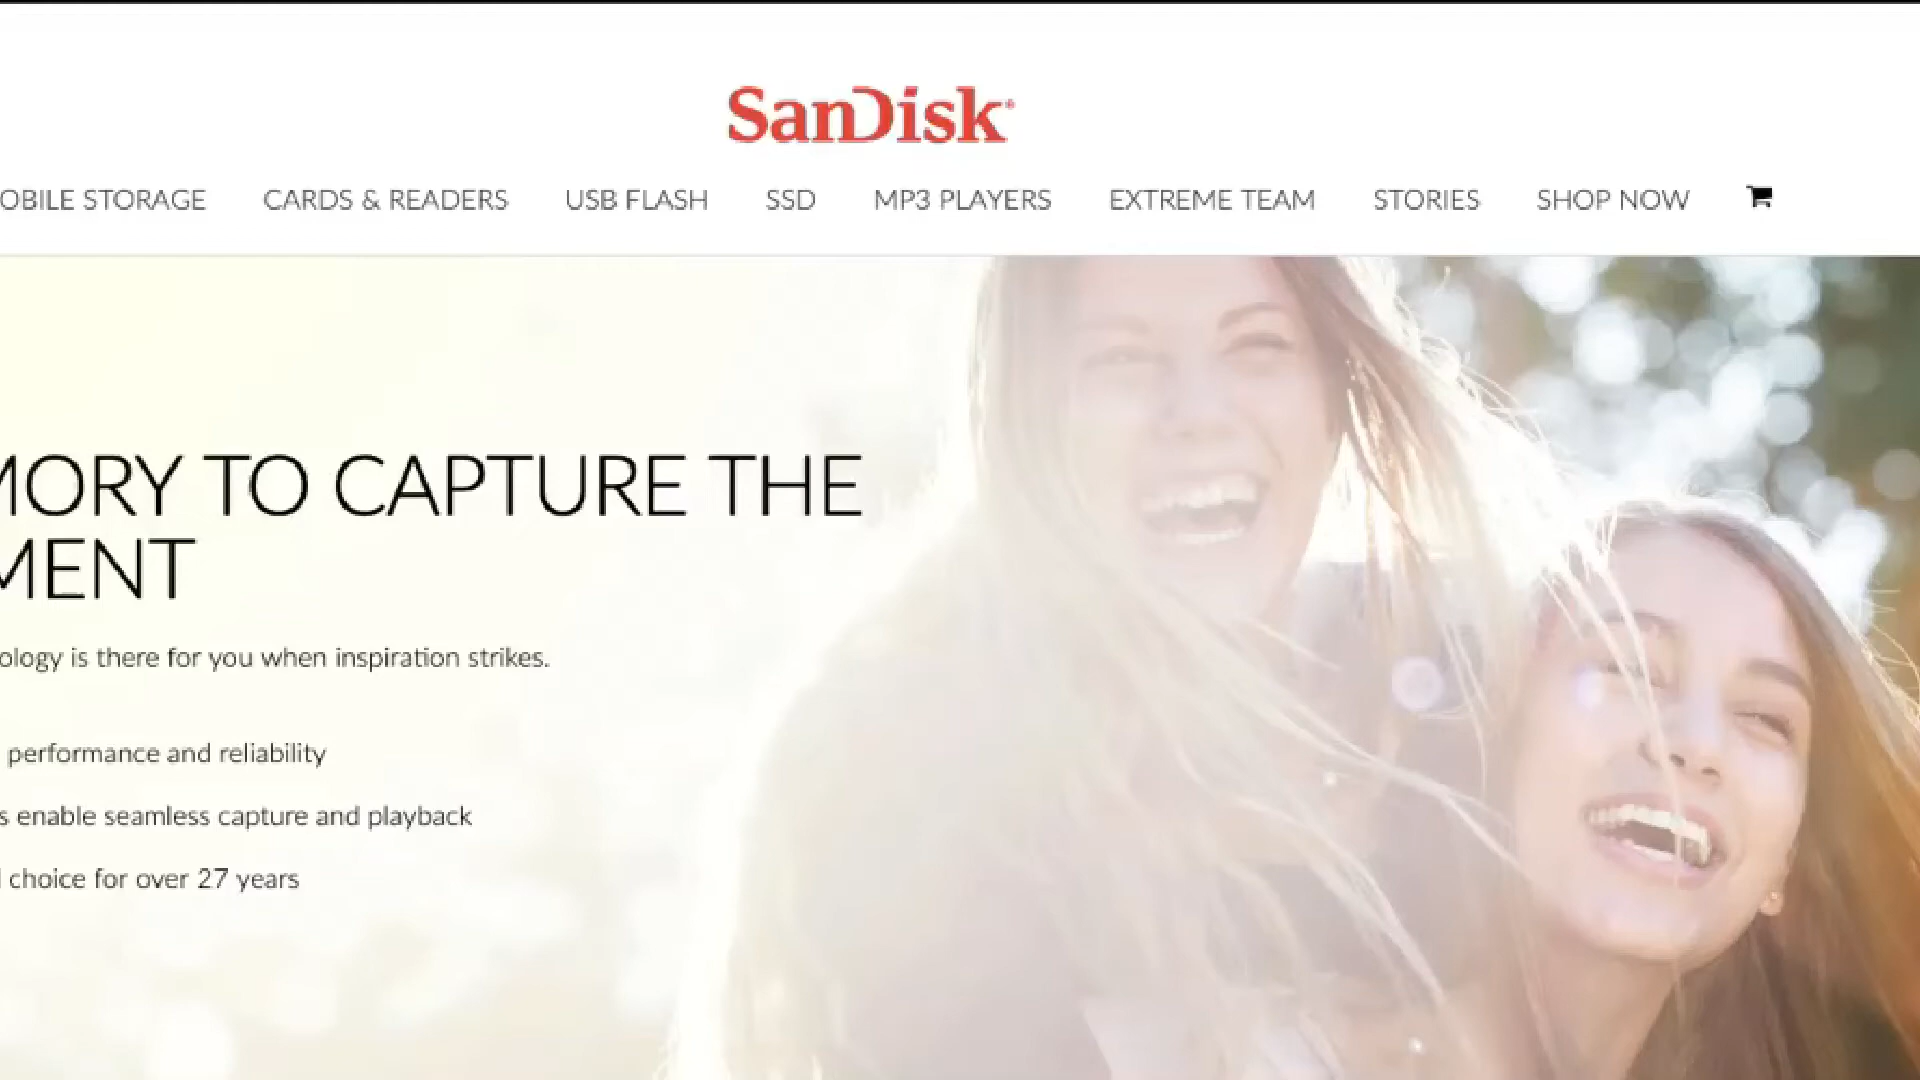 SanDisk
OBILE STORAGE CARDS & READERS USB FLASH SSD MP3 PLAYERS EXTREME TEAM STORIES SHOP NOW
MORY TO CAPTURE THE
MENT
ology is there for you when inspiration strikes.
performance and reliability
s enable seamless capture and playback
choice for over 27 years